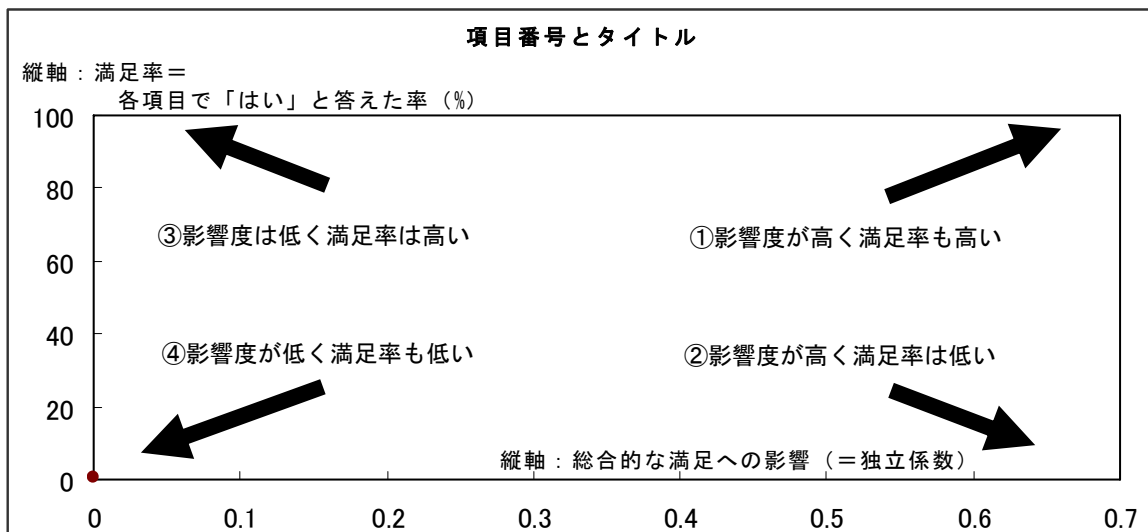 項目番号とタイトル
縦軸：満足率＝
各項目で「はい」と答えた率（%）
100
80
60
40
20
0
③影響度は低く満足率は高い
①影響度が高く満足率も高い
④影響度が低く満足率も低い
②影響度が高く満足率は低い
縦軸：総合的な満足への影響（＝独立係数）
0 0.1 0.2 0.3 0.4 0.5 0.6 0.7